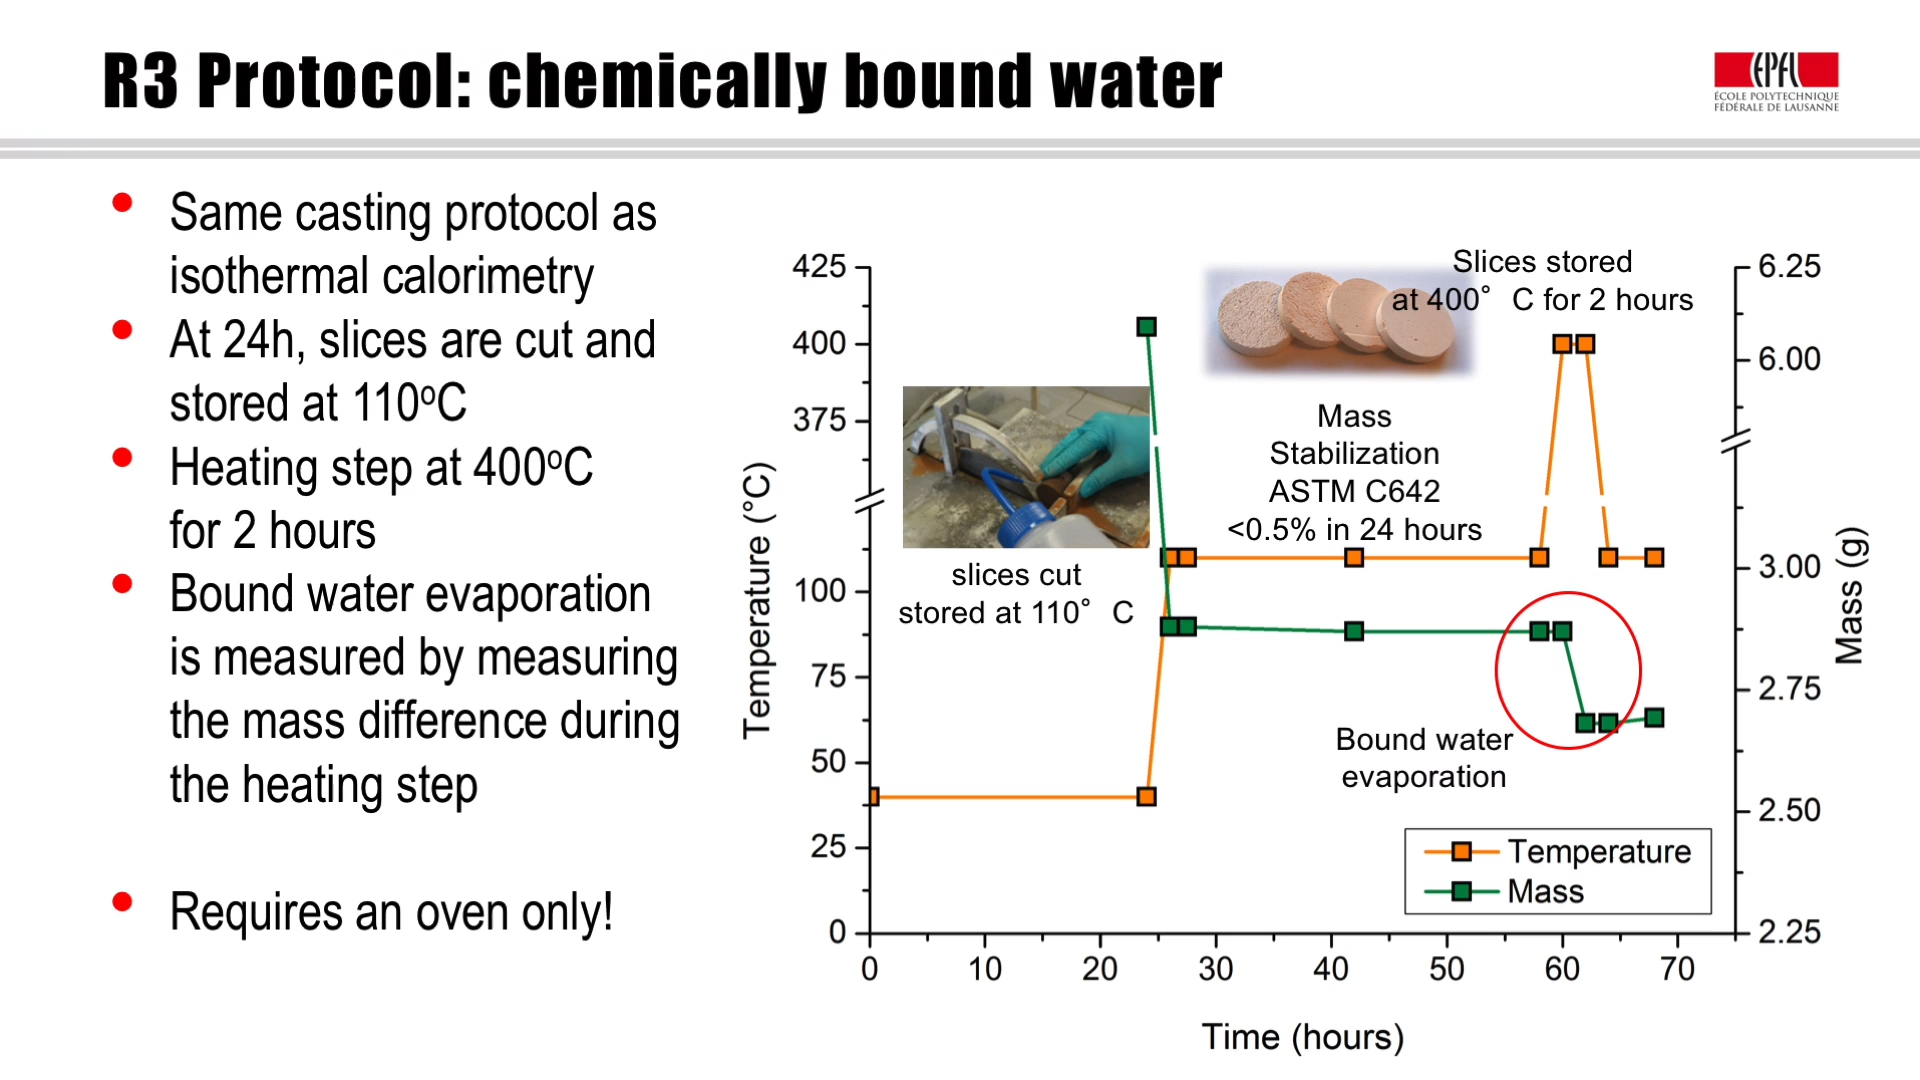 R3 Protocol: chemically bound water
EPFL
ÉCOLE POLYTECHNIQUE
FÉDÉRALE DE LAUSANNE
Same casting protocol as
isothermal calorimetry
At 24h, slices are cut and
stored at 110ºC
Heating step at 400ºC
for 2 hours
Bound water evaporation
is measured by measuring
the mass difference during
the heating step
Requires an oven only!
Temperature (°C)
425
400
375
100
75
50
25
0
slices cut
stored at 110° C
Slices stored
at 400° C for 2 hours
Mass
Stabilization
ASTM C642
<0.5% in 24 hours
Bound water
evaporation
Temperature
Mass
6.25
6.00
3.00
2.75
2.50
2.25
Mass (g)
0 10 20 30 40 50 60 70
Time (hours)